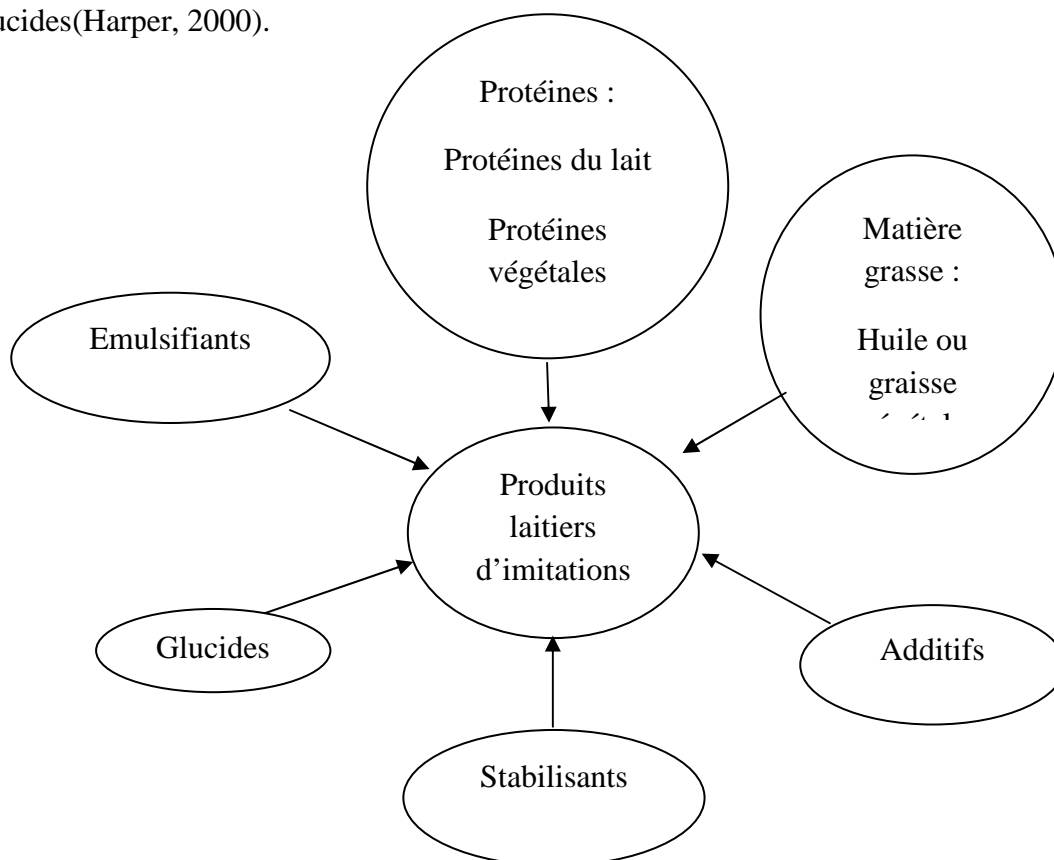 ucides(Harper, 2000).
Protéines :
Protéines du lait
Protéines
végétales
Matière
grasse :
Huile ou
graisse
Emulsifiants
Produits
laitiers
d’imitations
Glucides
Additifs
Stabilisants